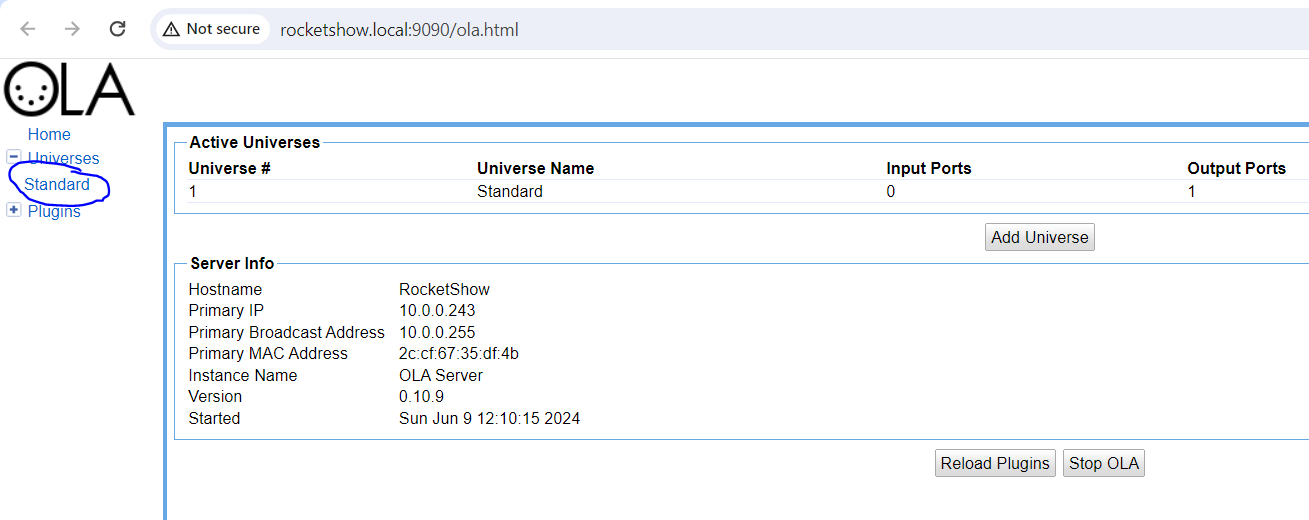 Not secure rocketshow.local:9090/ola.html
OLA
Home
Universes
Standard
Plugins
Active Universes
Universe # Universe Name Input Ports Output Ports
1 Standard 0 1
Add Universe
Server Info
Hostname RocketShow
Primary IP 10.0.0.243
Primary Broadcast Address 10.0.0.255
Primary MAC Address 2c:cf:67:35:df:4b
Instance Name OLA Server
Version 0.10.9
Started Sun Jun 9 12:10:15 2024
Reload Plugins Stop OLA